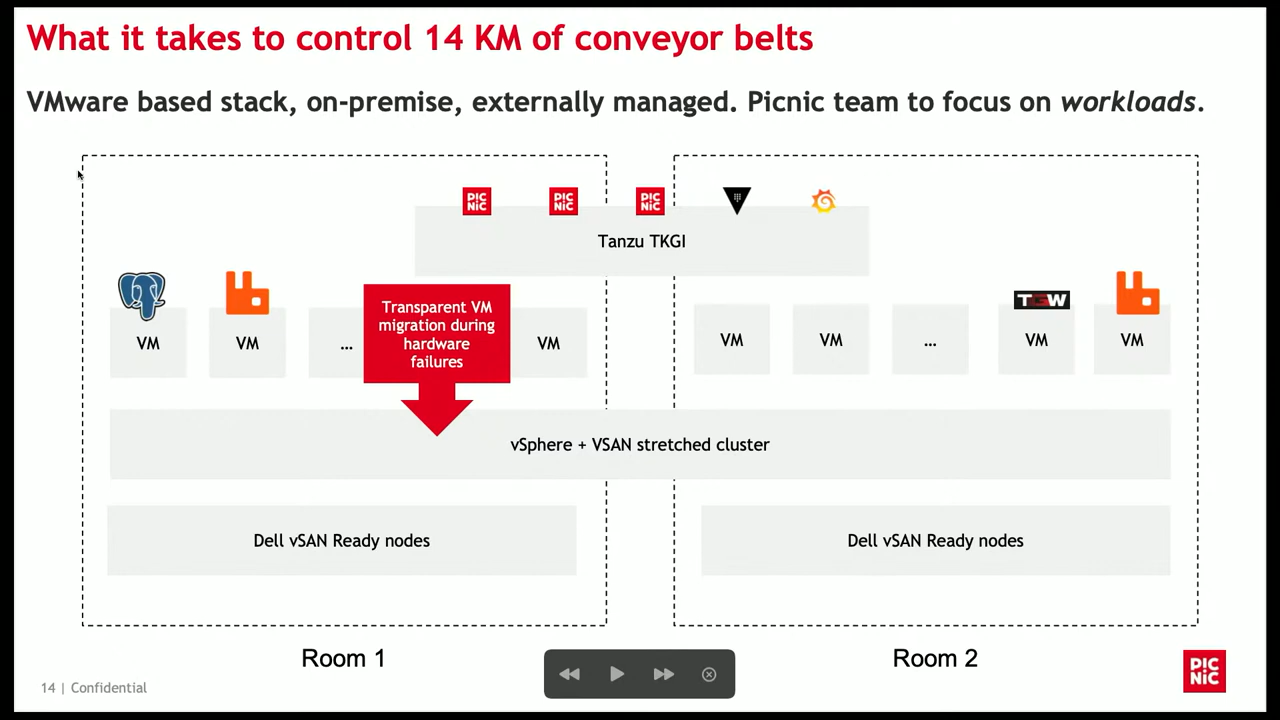 What it takes to control 14 KM of conveyor belts
VMware based stack, on-premise, externally managed. Picnic team to focus on workloads.
PIC
NIC
PIC
NIC
PIC
NIC
Tanzu TKGI
Transparent VM
migration during
hardware
failures
TGW
VM
VM
...
VM
VM
VM
...
VM
VM
vSphere + VSAN stretched cluster
Dell vSAN Ready nodes
Dell vSAN Ready nodes
Room 1
Room 2
14 | Confidential
PIC
NIC